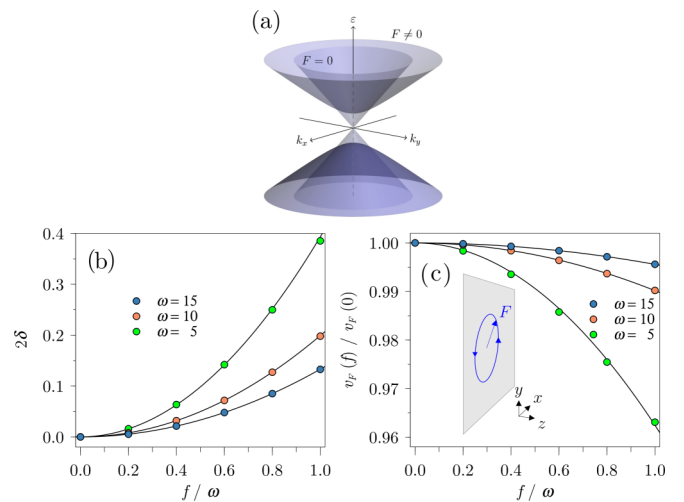 (a)
ε
F ≠ 0
F = 0
k_x
k_y
0.4
0.3
0.2
0.1
0.0
2δ
(b)
ω = 15
ω = 10
ω = 5
0.0 0.2 0.4 0.6 0.8 1.0
f / ω
1.00
0.99
0.98
0.97
0.96
v_F (f) / v_F (0)
(c)
F
y
x
z
ω = 15
ω = 10
ω = 5
0.0 0.2 0.4 0.6 0.8 1.0
f / ω